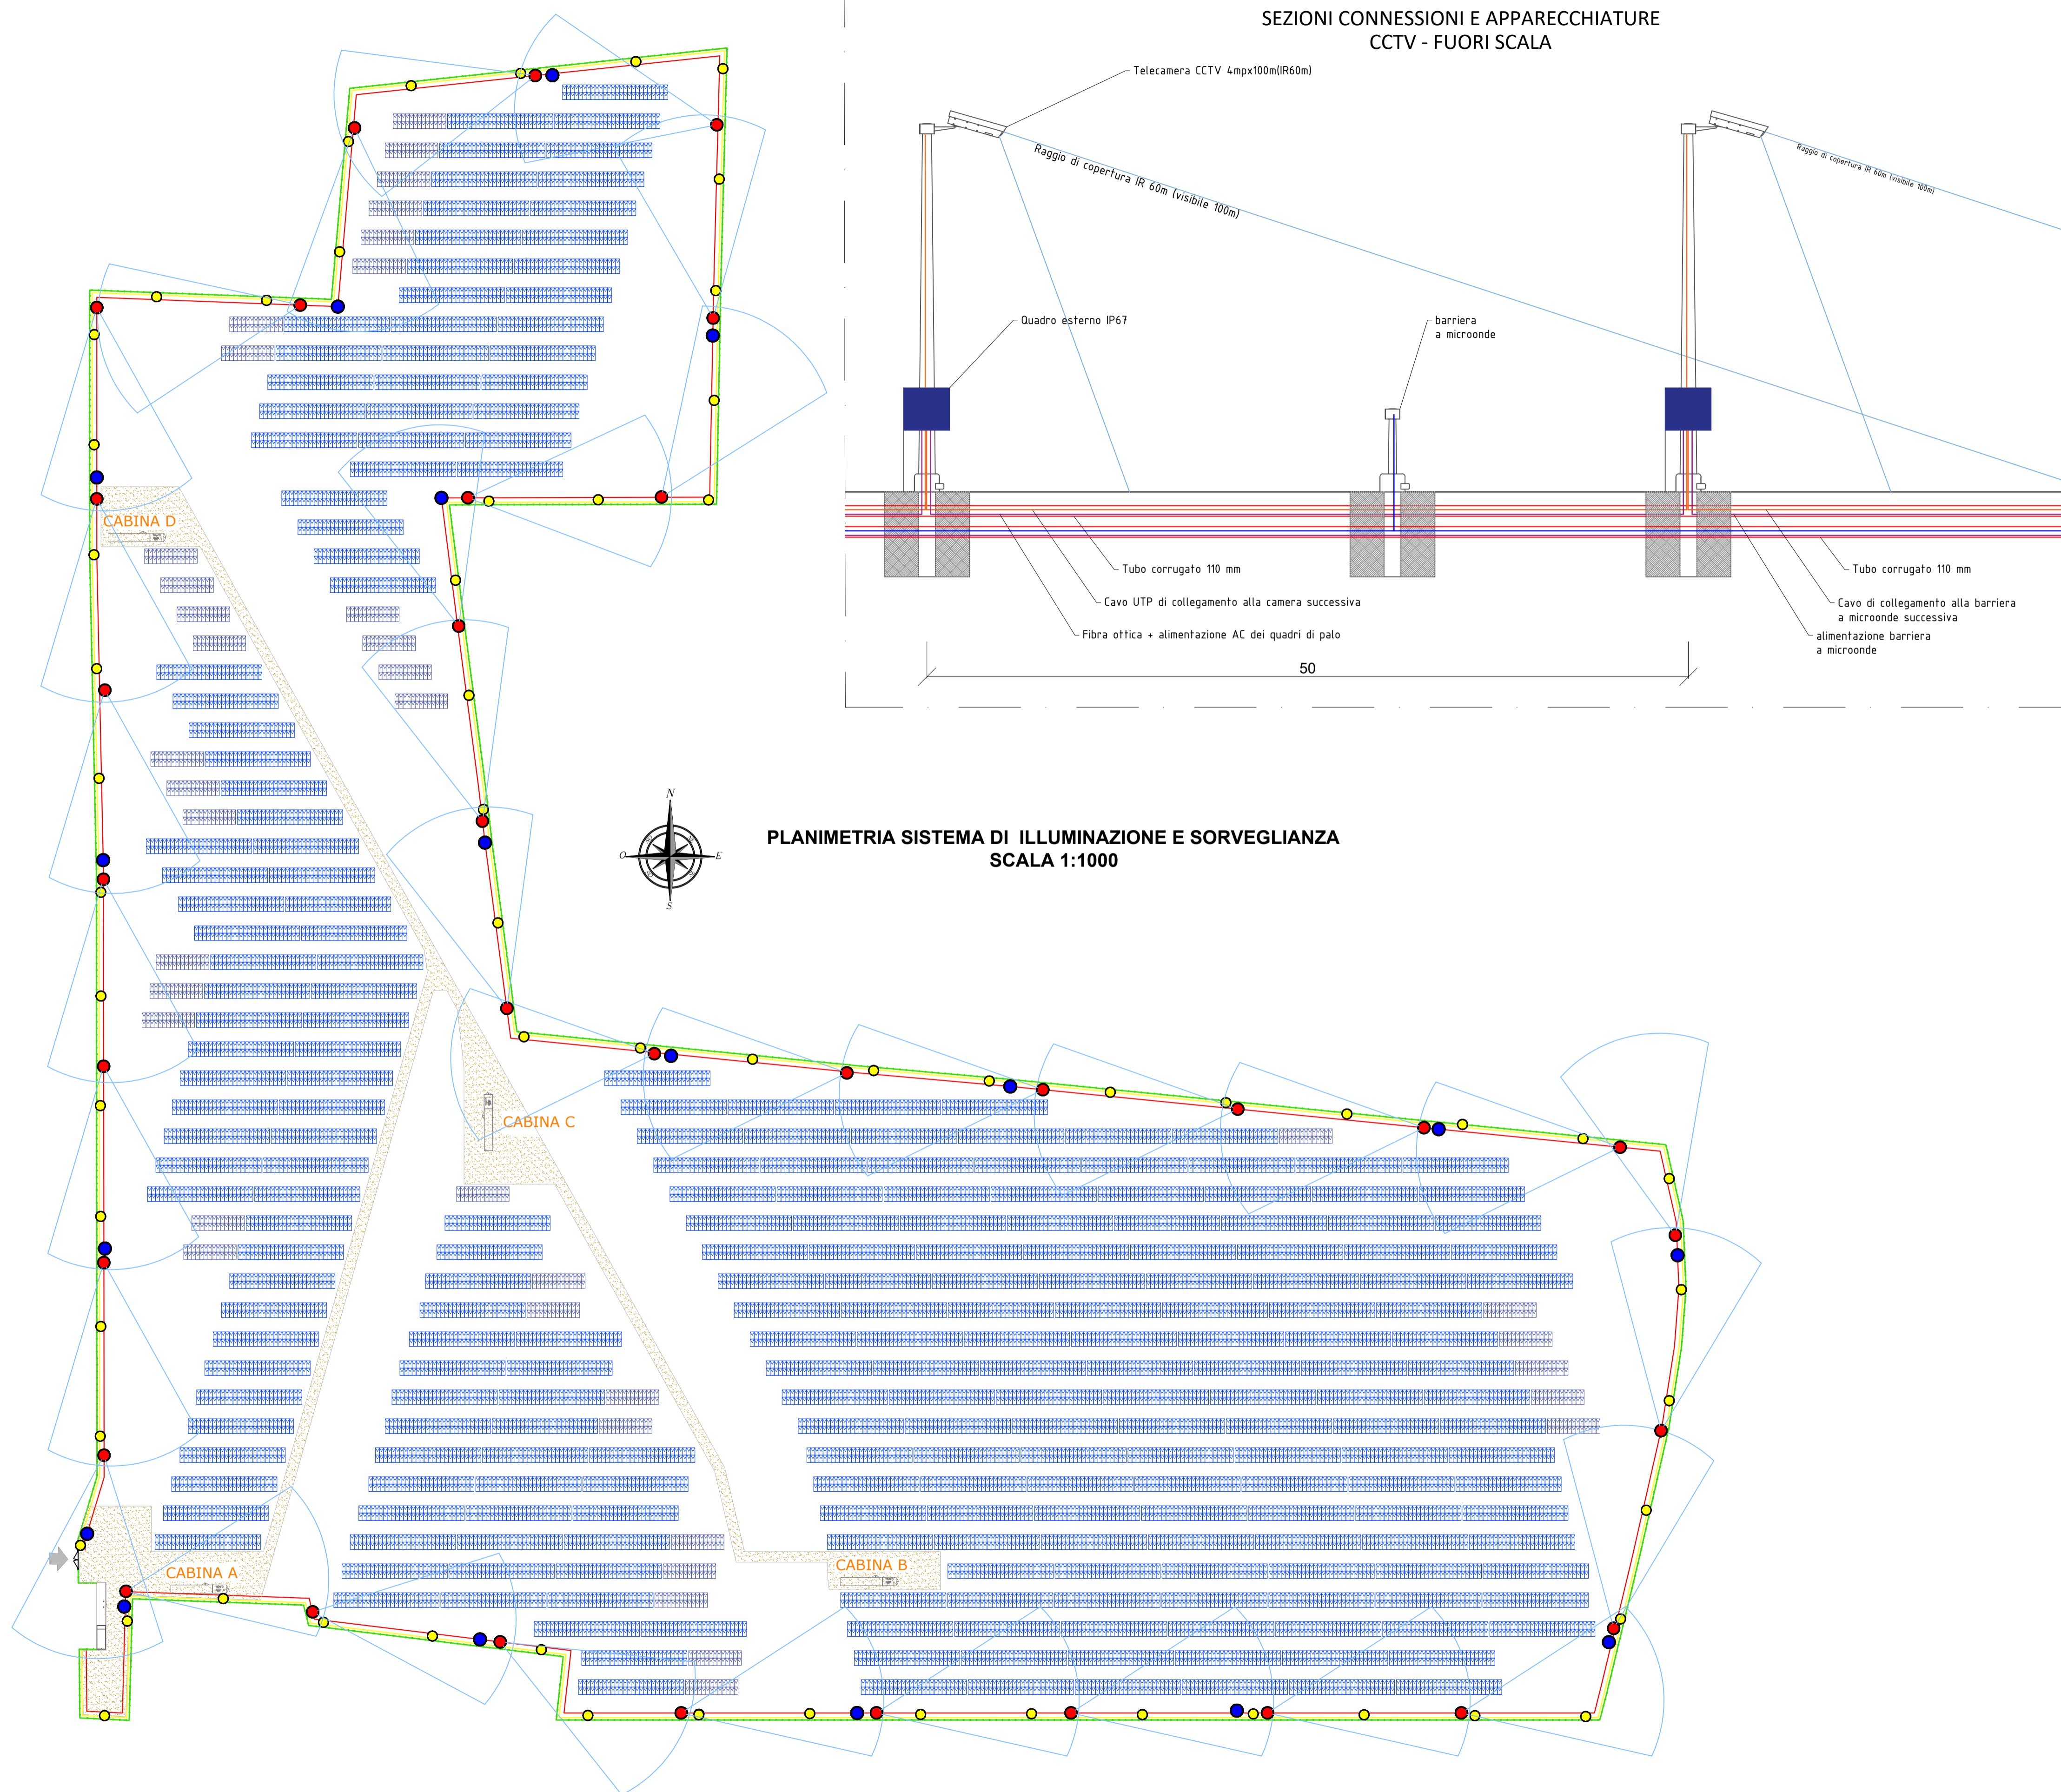 SEZIONI CONNESSIONI E APPARECCHIATURE
CCTV - FUORI SCALA
Telecamera CCTV 4mpx100m(IR60m)
Raggio di copertura IR 60m (visibile 100m)
Raggio di copertura IR 60m (visibile 100m)
Quadro esterno IP67
barriera
a microonde
Tubo corrugato 110 mm
Cavo UTP di collegamento alla camera successiva
Fibra ottica + alimentazione AC dei quadri di palo
Tubo corrugato 110 mm
Cavo di collegamento alla barriera
a microonde successiva
alimentazione barriera
a microonde
50
CABINA D
N
O
E
S
PLANIMETRIA SISTEMA DI ILLUMINAZIONE E SORVEGLIANZA
SCALA 1:1000
CABINA C
CABINA A
CABINA B